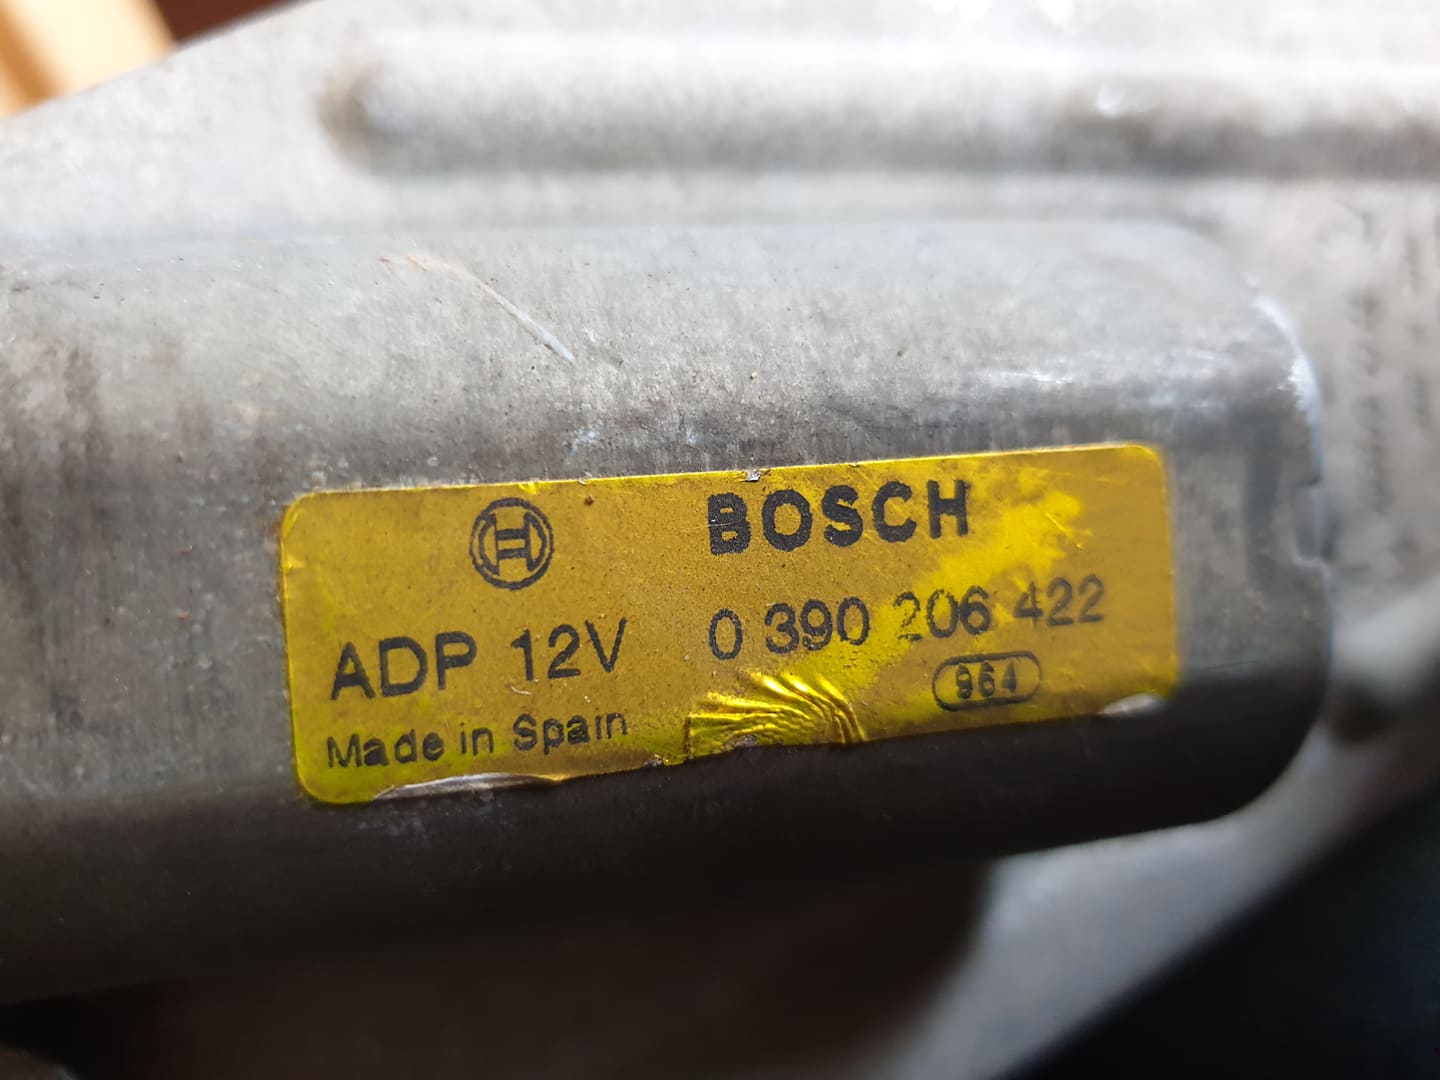 BOSCH
ADP 12V 0 390 206 422
Made in Spain 964